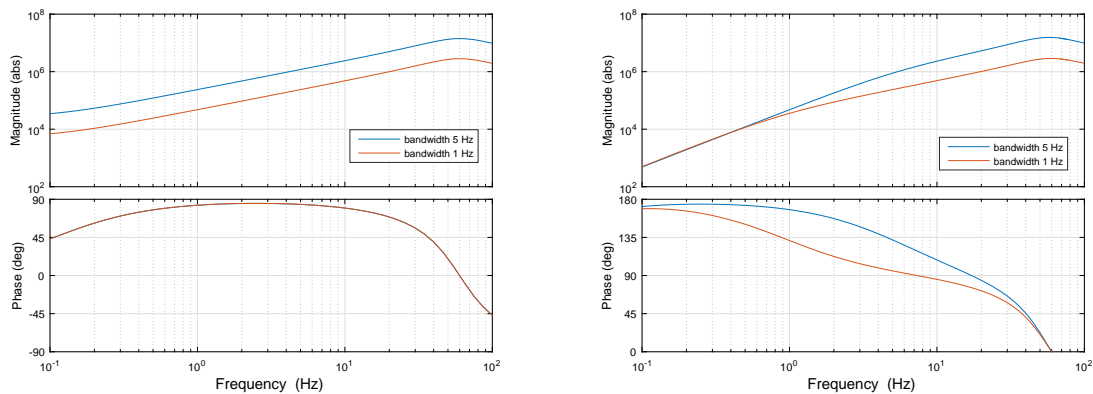 10^8
10^6
10^4
10^2
Magnitude (abs)
bandwidth 5 Hz
bandwidth 1 Hz
90
45
0
-45
-90
Phase (deg)
10^-1
10^0
10^1
10^2
Frequency (Hz)
10^8
10^6
10^4
10^2
Magnitude (abs)
bandwidth 5 Hz
bandwidth 1 Hz
180
135
90
45
0
Phase (deg)
10^-1
10^0
10^1
10^2
Frequency (Hz)